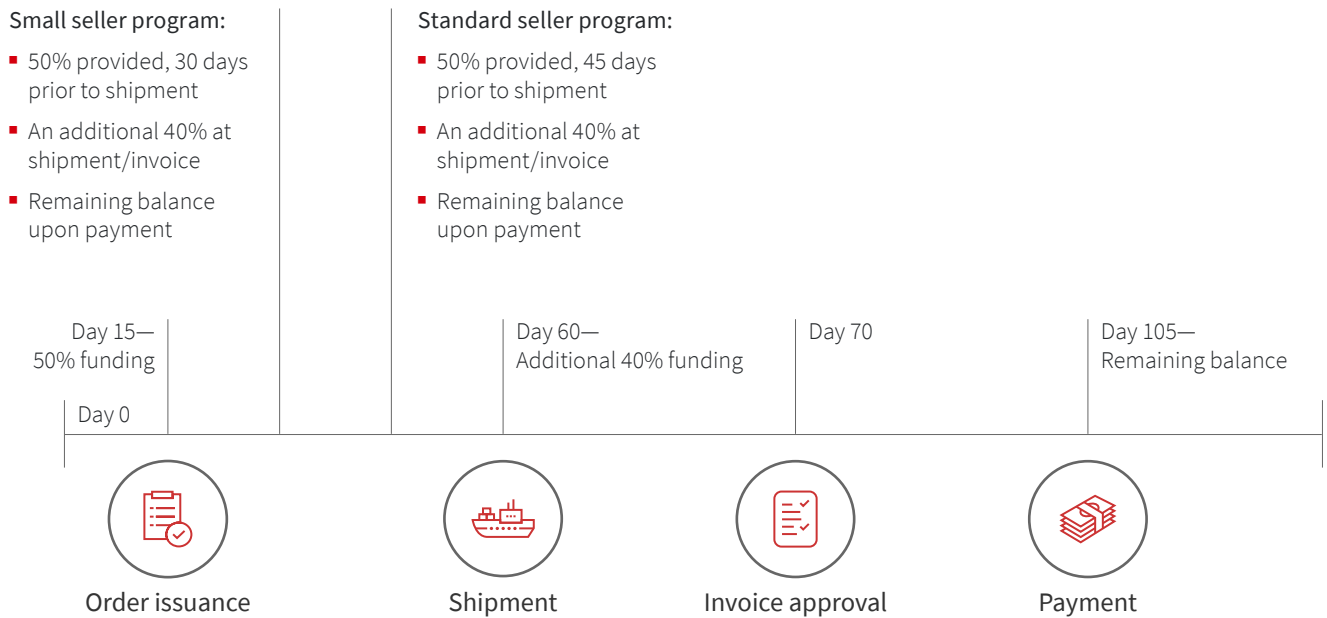 Small seller program:
■ 50% provided, 30 days
prior to shipment
■ An additional 40% at
shipment/invoice
■ Remaining balance
upon payment
Standard seller program:
■ 50% provided, 45 days
prior to shipment
■ An additional 40% at
shipment/invoice
■ Remaining balance
upon payment
Day 15—
50% funding
Day 60—
Additional 40% funding
Day 70
Day 105—
Remaining balance
Day 0
Order issuance
Shipment
Invoice approval
Payment